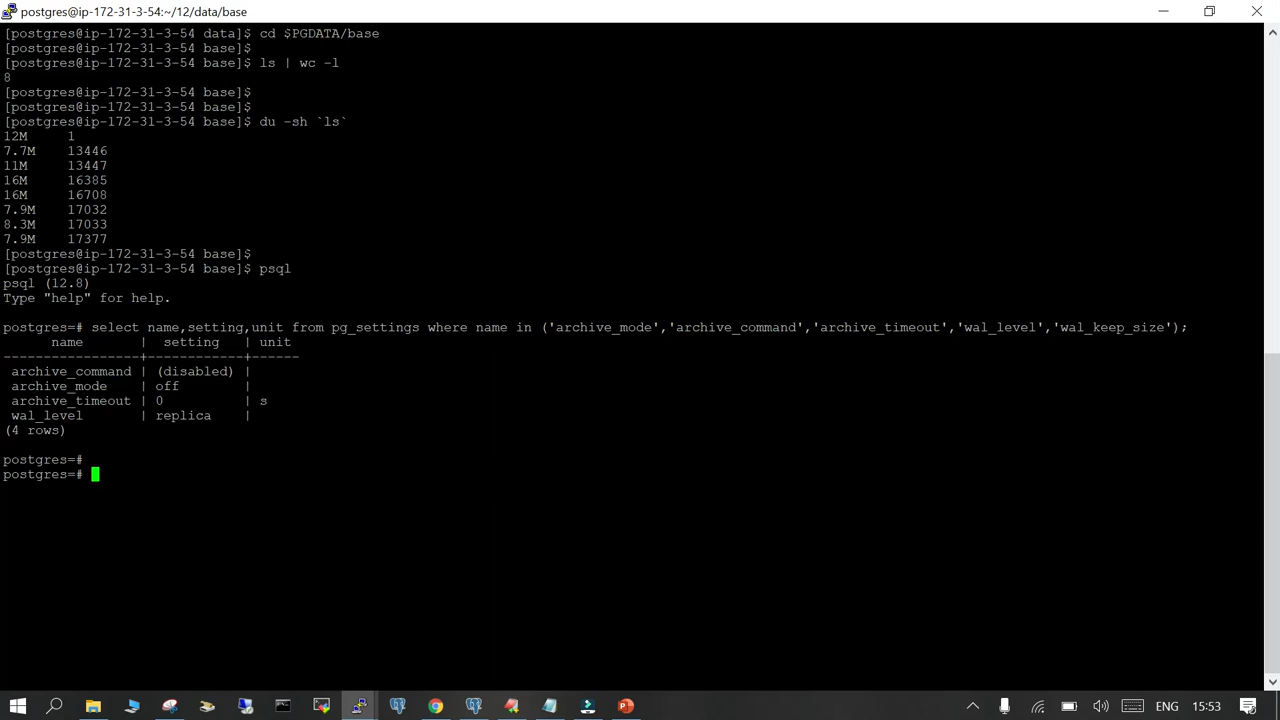 postgres@ip-172-31-3-54:~/12/data/base
[postgres@ip-172-31-3-54 data]$ cd $PGDATA/base
[postgres@ip-172-31-3-54 base]$
[postgres@ip-172-31-3-54 base]$ ls | wc -l
8
[postgres@ip-172-31-3-54 base]$
[postgres@ip-172-31-3-54 base]$
[postgres@ip-172-31-3-54 base]$ du -sh `ls`
12M     1
7.7M    13446
11M     13447
16M     16385
16M     16708
7.9M    17032
8.3M    17033
7.9M    17377
[postgres@ip-172-31-3-54 base]$
[postgres@ip-172-31-3-54 base]$ psql
psql (12.8)
Type "help" for help.
postgres=# select name,setting,unit from pg_settings where name in ('archive_mode','archive_command','archive_timeout','wal_level','wal_keep_size');
      name       |  setting   | unit
-----------------+------------+------
 archive_command | (disabled) |
 archive_mode    | off        |
 archive_timeout | 0          | s
 wal_level       | replica    |
(4 rows)
postgres=#
postgres=#
ENG
15:53